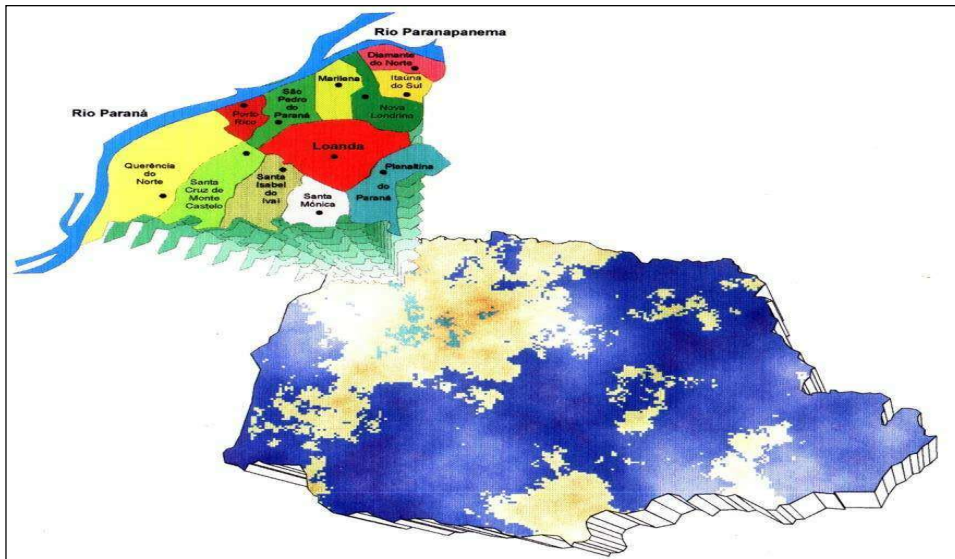 Rio Paranapanema
Diamante
do Norte
Marilena
Itaúna
do Sul
São
Pedro
do
Paraná
Rio Paraná
Porto
Rico
Nova
Londrina
Loanda
Planaltina
do
Paraná
Querência
do
Norte
Santa
Cruz de
Monte
Castelo
Santa
Isabel
do
Ivaí
Santa
Mónica